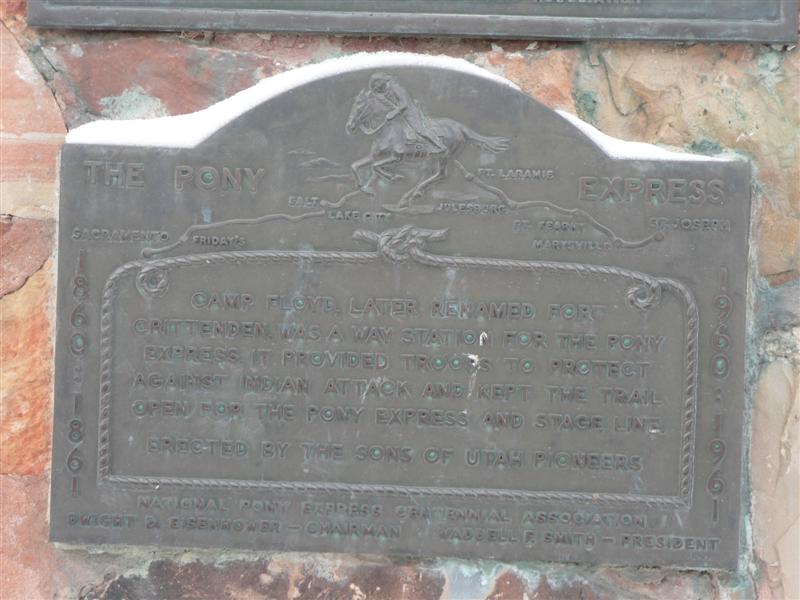 THE PONY EXPRESS
FT. LARAMIE
SALT LAKE CITY
JULESBURG
SACRAMENTO
FRIDAY'S
FT. KEARNY
MARYSVILLE
ST. JOSEPH
1860 : 1861
1960 : 1961
CAMP FLOYD, LATER RENAMED FORT
CRITTENDEN, WAS A WAY STATION FOR THE PONY
EXPRESS. IT PROVIDED TROOPS TO PROTECT
AGAINST INDIAN ATTACK AND KEPT THE TRAIL
OPEN FOR THE PONY EXPRESS AND STAGE LINE.
ERECTED BY THE SONS OF UTAH PIONEERS
NATIONAL PONY EXPRESS CENTENNIAL ASSOCIATION
DWIGHT D. EISENHOWER — CHAIRMAN WADDELL F. SMITH — PRESIDENT